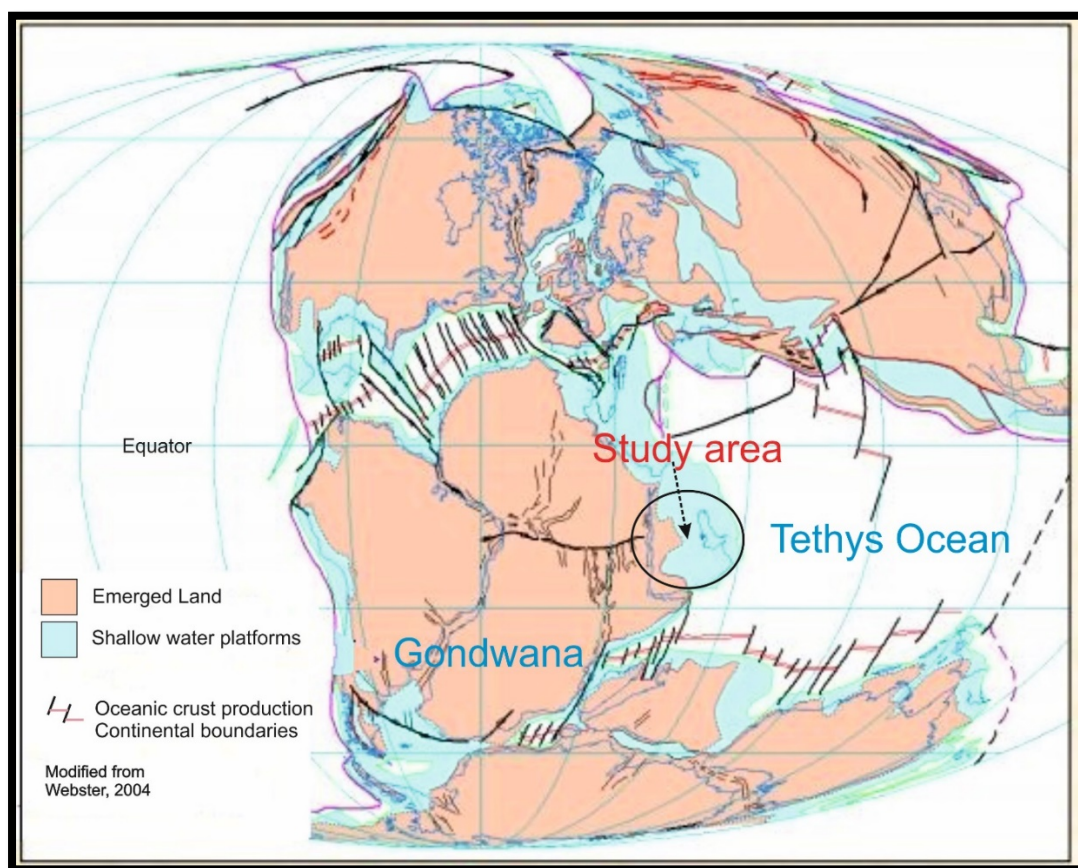 Equator
Study area
Tethys Ocean
Gondwana
Emerged Land
Shallow water platforms
Oceanic crust production
Continental boundaries
Modified from
Webster, 2004